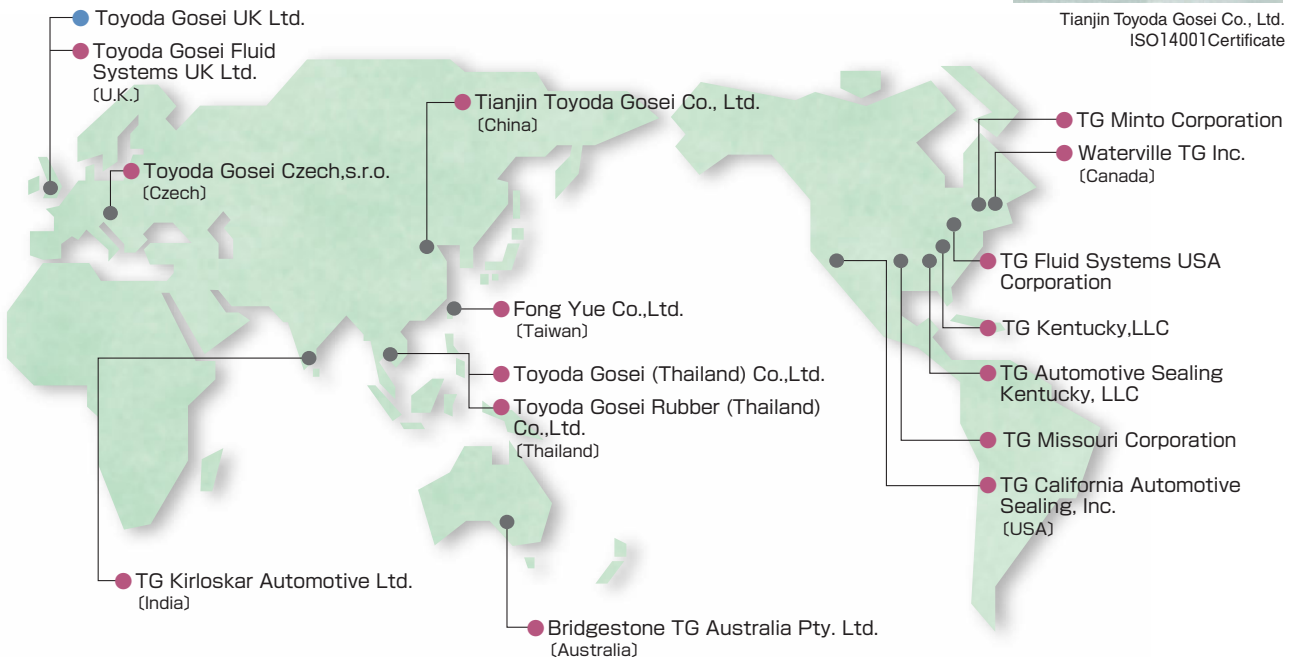 Toyoda Gosei UK Ltd.
Toyoda Gosei Fluid
Systems UK Ltd.
〔U.K.〕
Tianjin Toyoda Gosei Co., Ltd.
ISO14001Certificate
Tianjin Toyoda Gosei Co., Ltd.
〔China〕
Toyoda Gosei Czech,s.r.o.
〔Czech〕
TG Minto Corporation
Waterville TG Inc.
〔Canada〕
TG Fluid Systems USA
Corporation
Fong Yue Co.,Ltd.
〔Taiwan〕
TG Kentucky,LLC
Toyoda Gosei (Thailand) Co.,Ltd.
Toyoda Gosei Rubber (Thailand)
Co.,Ltd.
〔Thailand〕
TG Automotive Sealing
Kentucky, LLC
TG Missouri Corporation
TG California Automotive
Sealing, Inc.
〔USA〕
TG Kirloskar Automotive Ltd.
〔India〕
Bridgestone TG Australia Pty. Ltd.
〔Australia〕